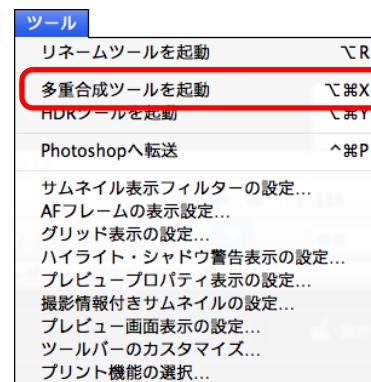 ツール
リネームツールを起動 ⌥R
多重合成ツールを起動 ⌥⌘X
HDRツールを起動 ⌥⌘Y
Photoshopへ転送 ^⌘P
サムネイル表示フィルターの設定...
AFフレームの表示設定...
グリッド表示の設定...
ハイライト・シャドウ警告表示の設定...
プレビュープロパティ表示の設定...
撮影情報付きサムネイルの設定...
プレビュー画面表示の設定...
ツールバーのカスタマイズ...
プリント機能の選択...